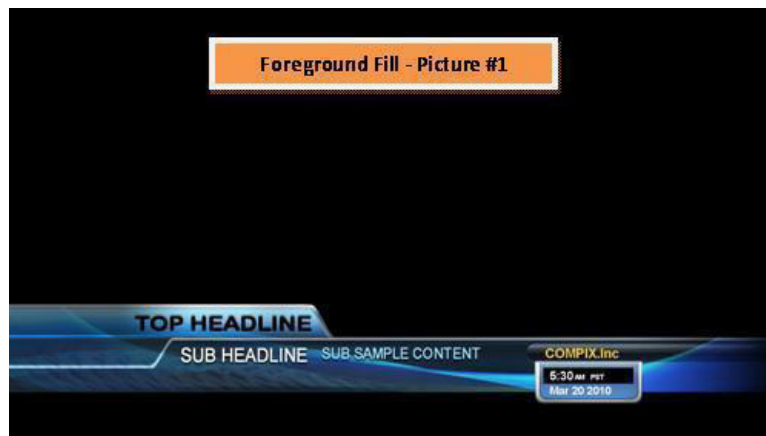 Foreground Fill - Picture #1
TOP HEADLINE
SUB HEADLINE SUB SAMPLE CONTENT
COMPIX.Inc
5:30 AM PST
Mar 20 2010